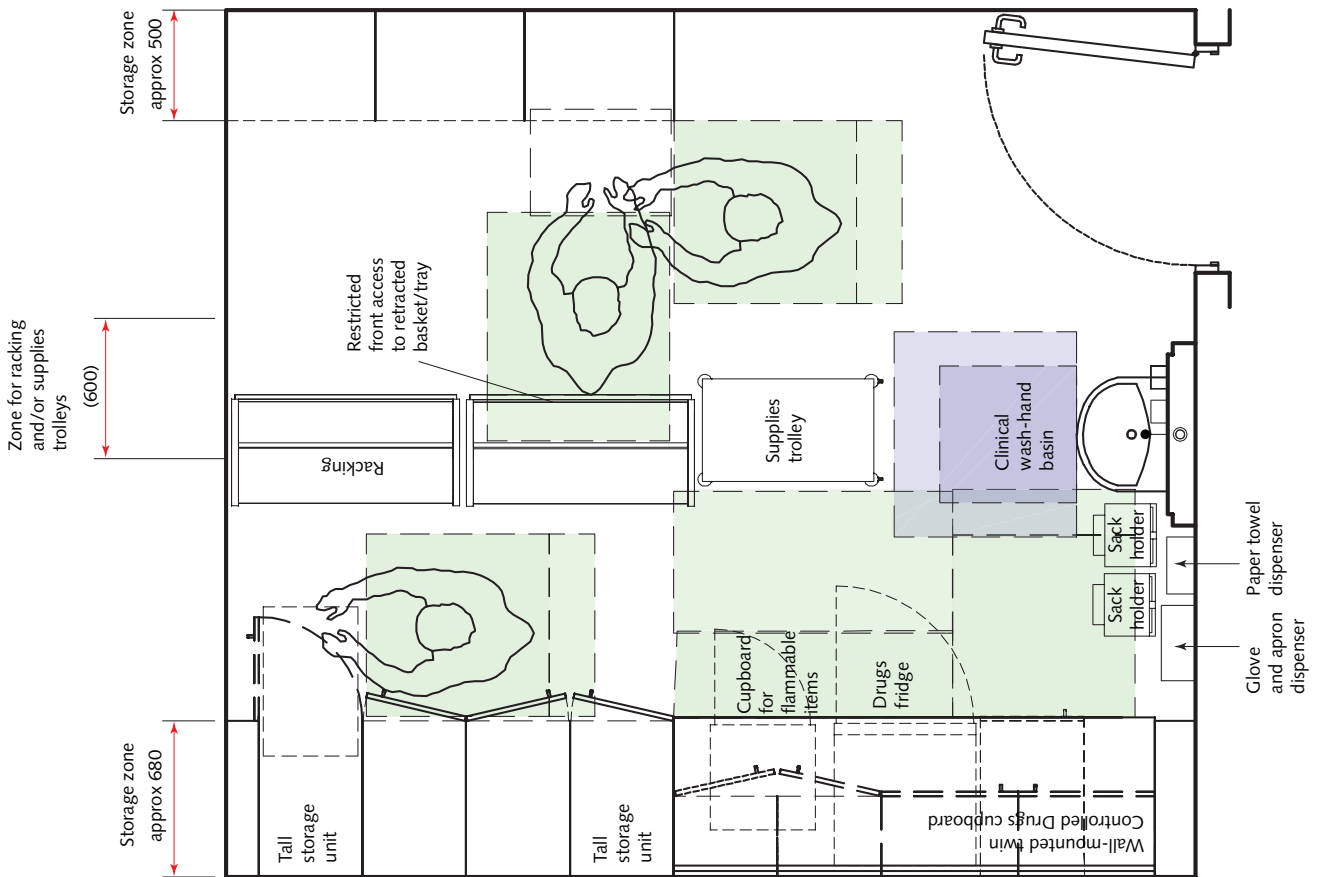 Storage zone
approx 500
Zone for racking
and/or supplies
trolleys
(600)
Restricted
front access
to retracted
basket/tray
Racking
Supplies
trolley
Clinical
wash-hand
basin
Sack
holder
Sack
holder
Paper towel
dispenser
Glove
and apron
dispenser
Cupboard
for
flammable
items
Drugs
fridge
Storage zone
approx 680
Tall
storage
unit
Tall
storage
unit
Wall-mounted twin
Controlled Drugs cupboard